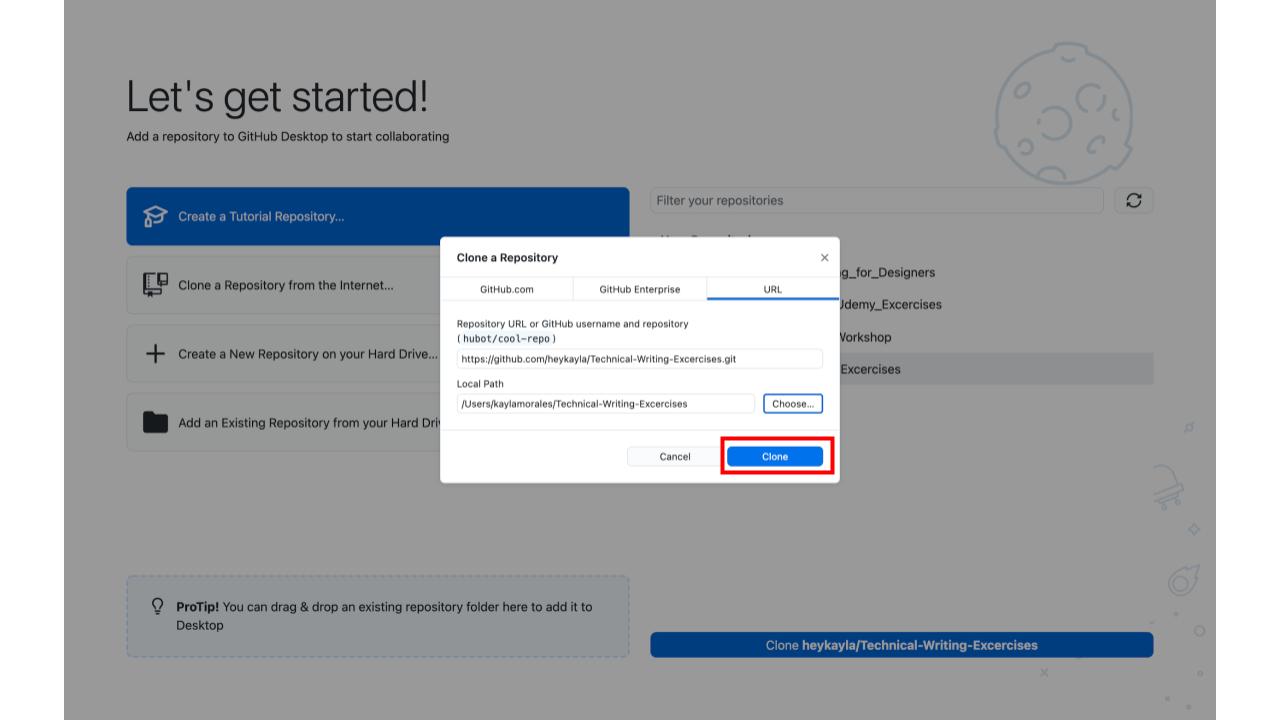 Let's get started!
Add a repository to GitHub Desktop to start collaborating
Create a Tutorial Repository...
Clone a Repository from the Internet...
Create a New Repository on your Hard Drive...
Add an Existing Repository from your Hard Dri
ProTip! You can drag & drop an existing repository folder here to add it to
Desktop
Filter your repositories
g_for_Designers
Udemy_Excercises
Workshop
Excercises
Clone heykayla/Technical-Writing-Excercises
Clone a Repository
GitHub.com
GitHub Enterprise
URL
Repository URL or GitHub username and repository
(hubot/cool-repo)
https://github.com/heykayla/Technical-Writing-Excercises.git
Local Path
/Users/kaylamorales/Technical-Writing-Excercises
Choose...
Cancel
Clone